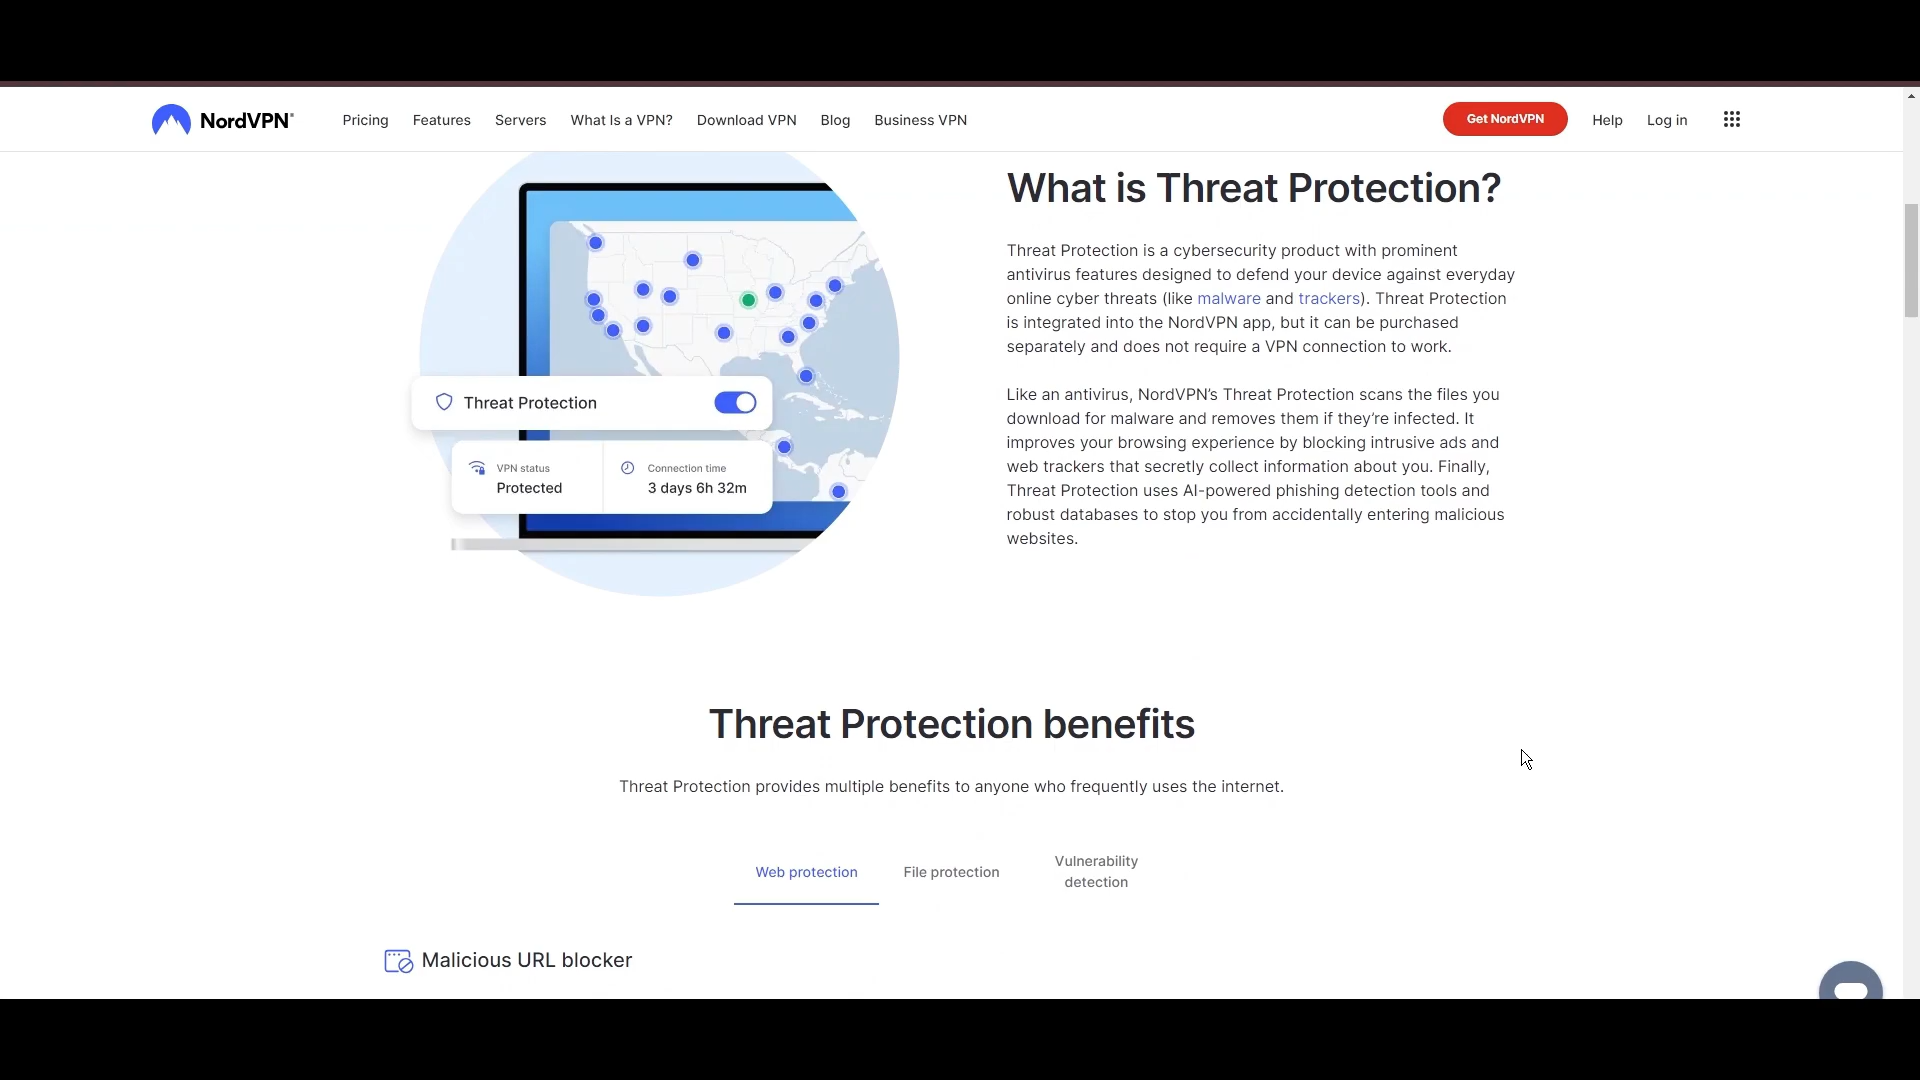 NordVPN®
Pricing
Features
Servers
What Is a VPN?
Download VPN
Blog
Business VPN
Get NordVPN
Help
Log in
What is Threat Protection?
Threat Protection is a cybersecurity product with prominent
antivirus features designed to defend your device against everyday
online cyber threats (like malware and trackers). Threat Protection
is integrated into the NordVPN app, but it can be purchased
separately and does not require a VPN connection to work.
Like an antivirus, NordVPN’s Threat Protection scans the files you
download for malware and removes them if they’re infected. It
improves your browsing experience by blocking intrusive ads and
web trackers that secretly collect information about you. Finally,
Threat Protection uses AI-powered phishing detection tools and
robust databases to stop you from accidentally entering malicious
websites.
Threat Protection
VPN status
Protected
Connection time
3 days 6h 32m
Threat Protection benefits
Threat Protection provides multiple benefits to anyone who frequently uses the internet.
Web protection
File protection
Vulnerability
detection
Malicious URL blocker